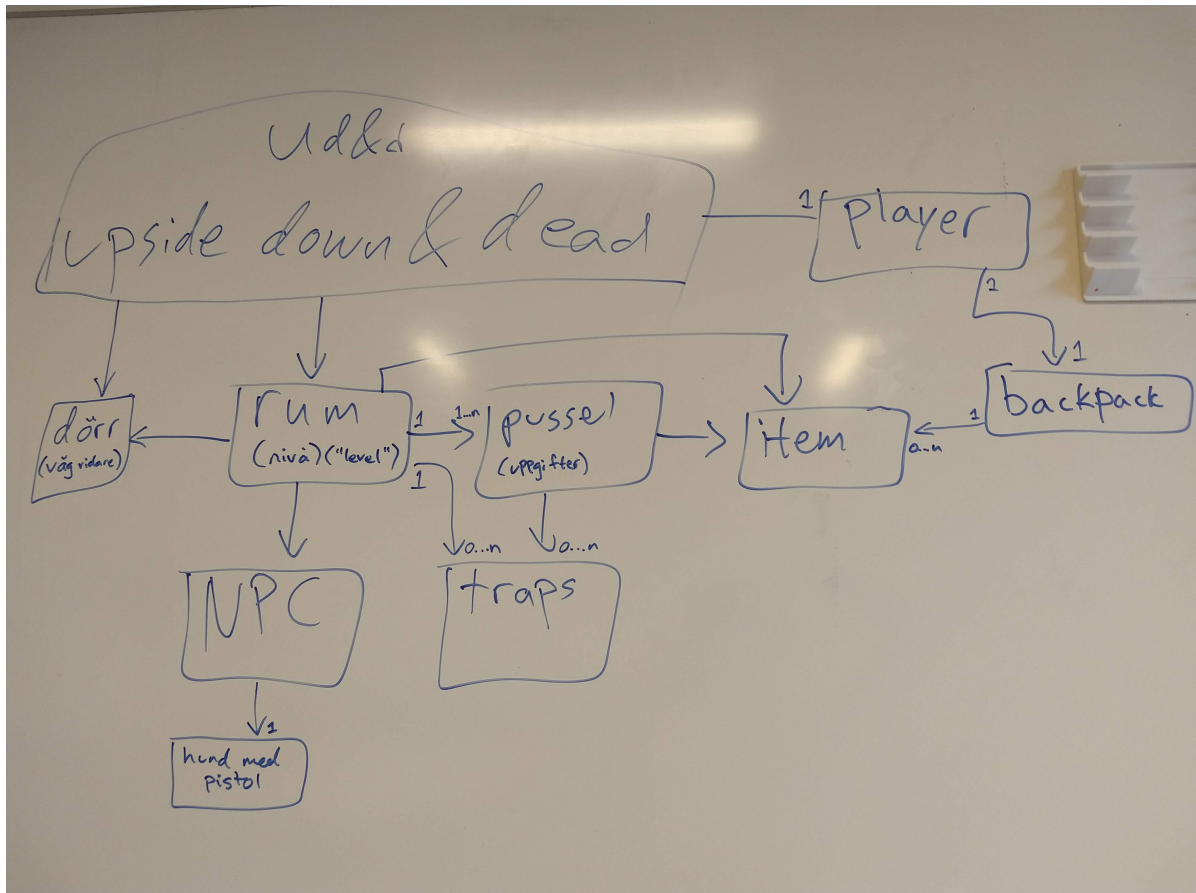 Ud&d
upside down & dead
1
player
1
1
backpack
1
0...n
dörr
(väg vidare)
rum
(nivå) ("level")
1
1...n
1
pussel
(uppgifter)
item
0...n
0...n
NPC
traps
1
hund med
pistol